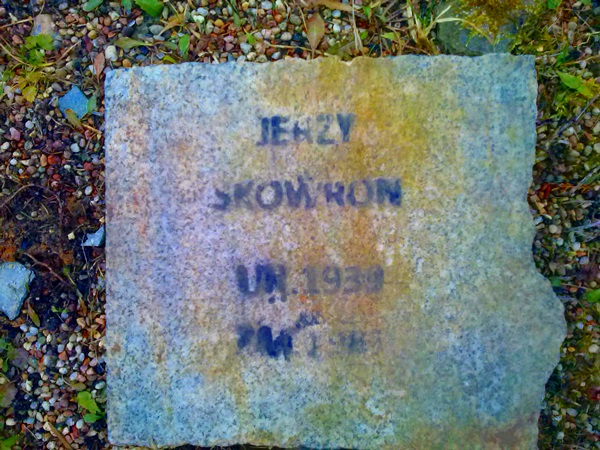 JERZY
SKOWRON
UR. 1939
ZM.